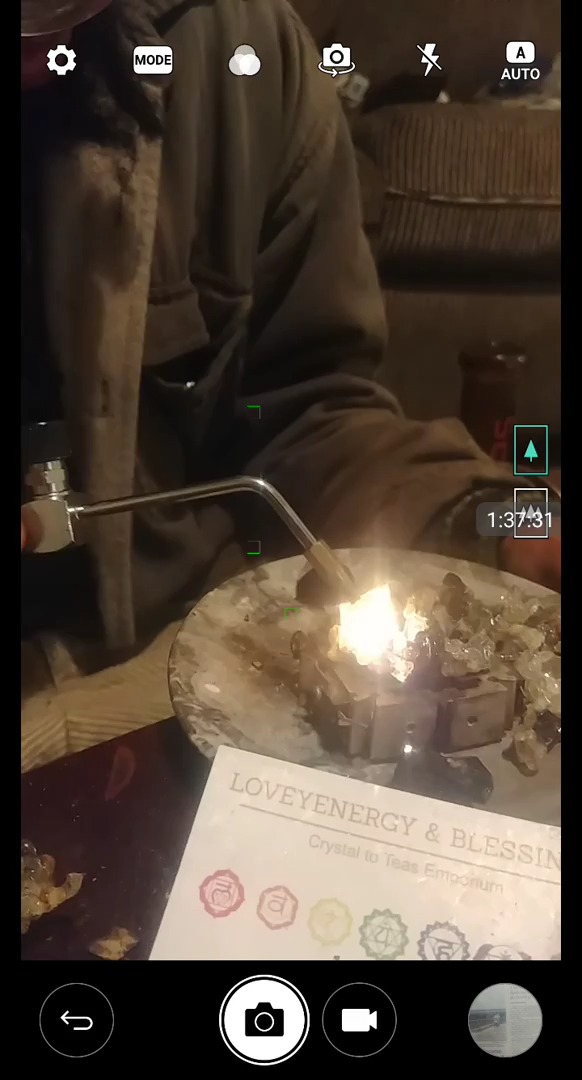 MODE
A
AUTO
1:37:31
LOVEYENERGY & BLESSIN
Crystal to Teas Emporium
लं
वं